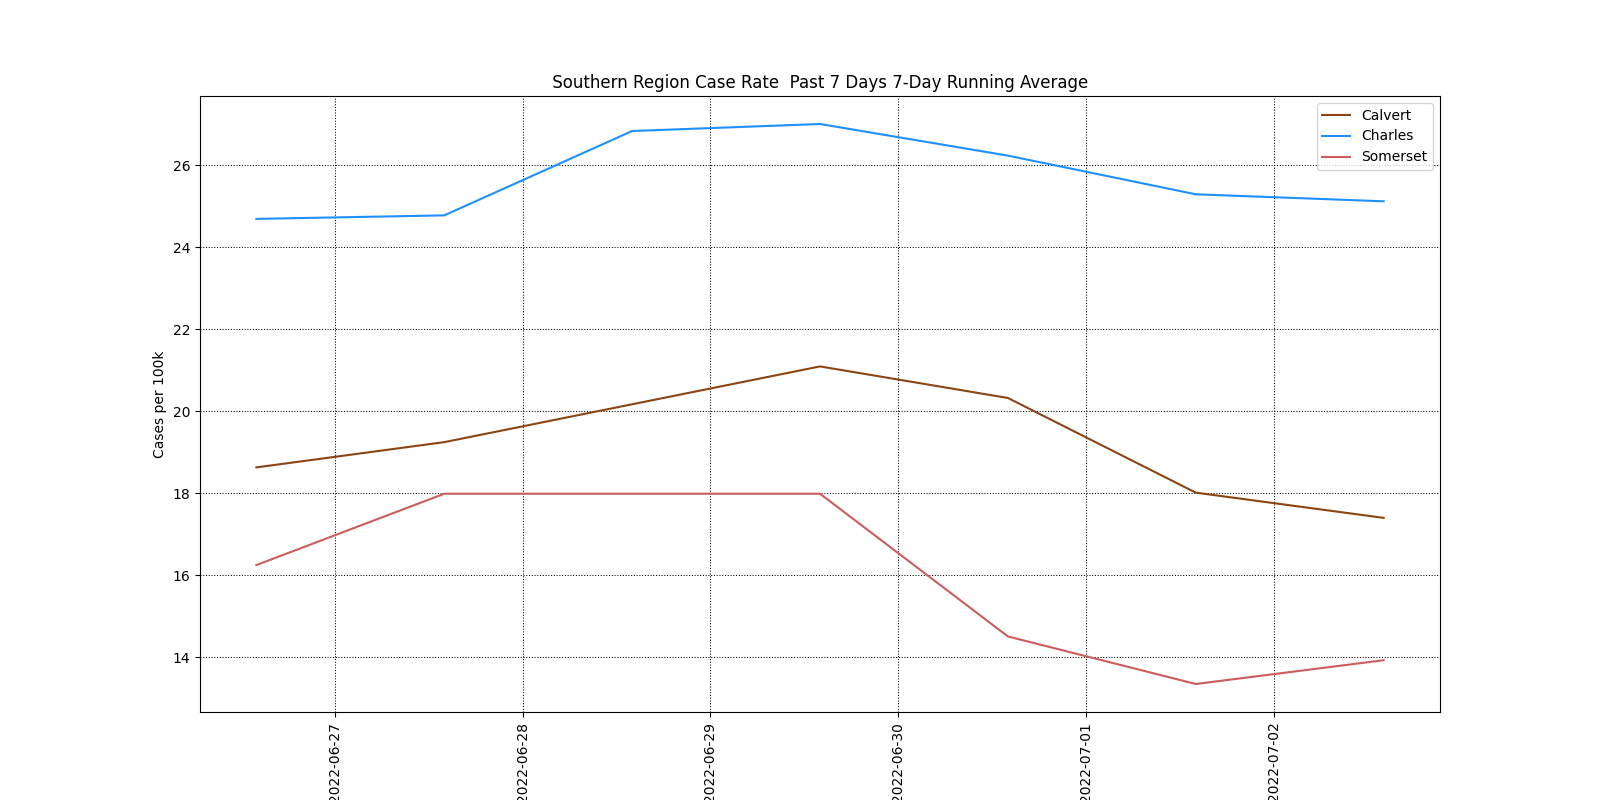 Southern Region Case Rate  Past 7 Days 7-Day Running Average
Calvert
Charles
Somerset
Cases per 100k
26
24
22
20
18
16
14
2022-06-27
2022-06-28
2022-06-29
2022-06-30
2022-07-01
2022-07-02